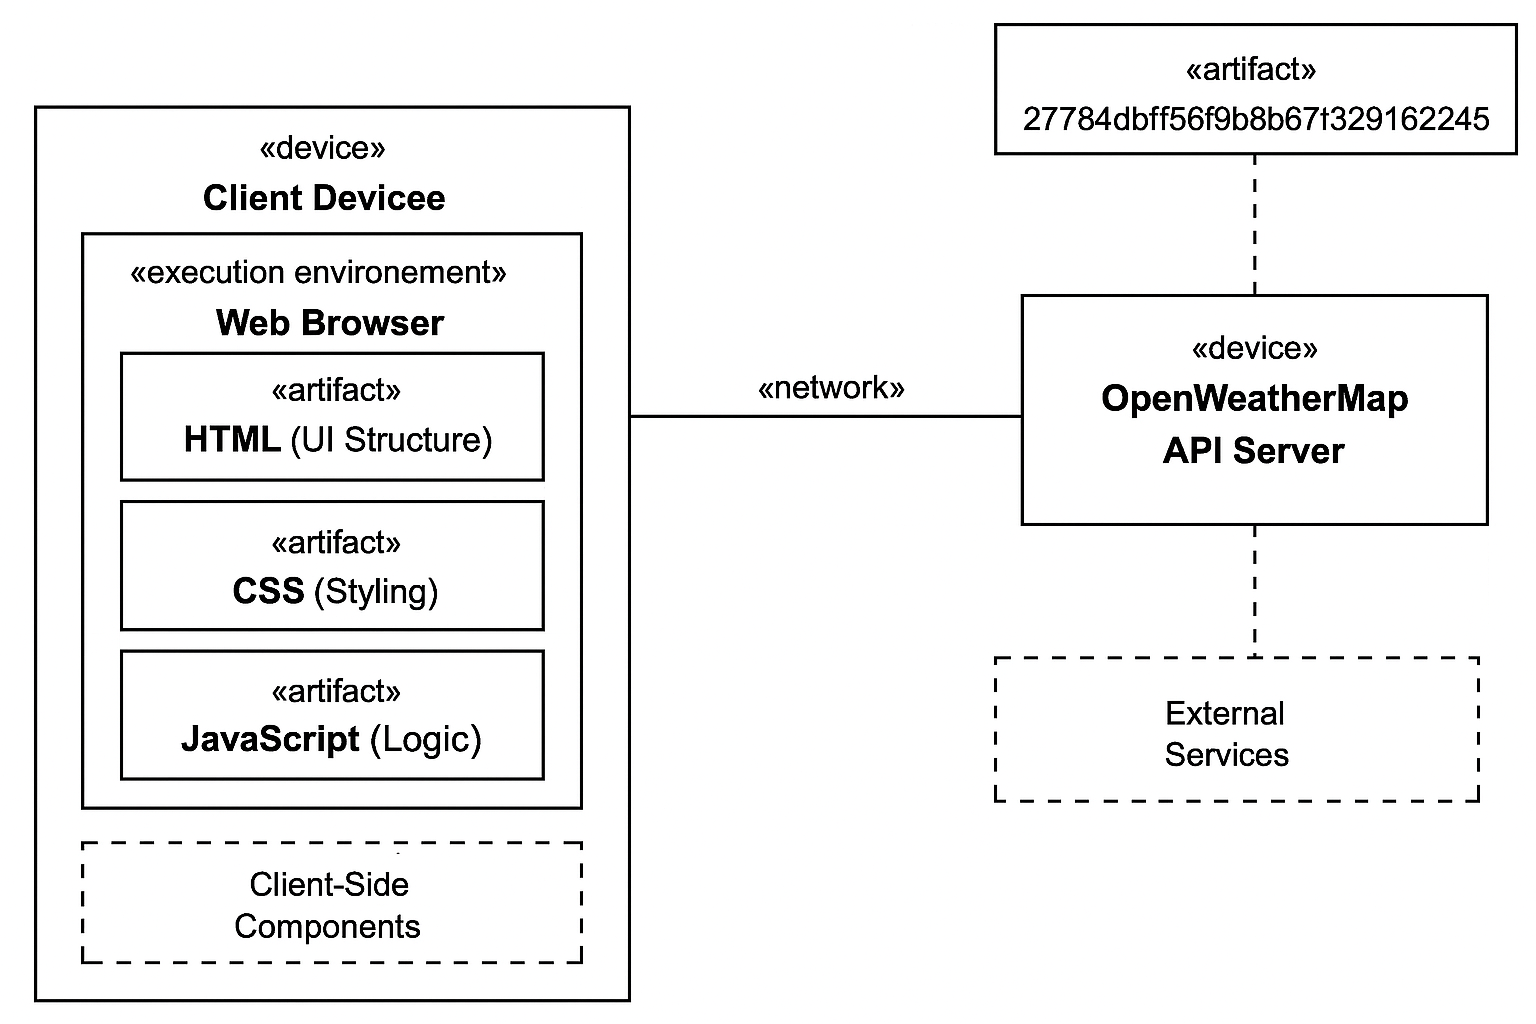 «artifact»
27784dbff56f9b8b67t329162245
«device»
Client Devicee
«execution environement»
Web Browser
«artifact»
HTML (UI Structure)
«artifact»
CSS (Styling)
«artifact»
JavaScript (Logic)
Client-Side
Components
«network»
«device»
OpenWeatherMap
API Server
External
Services